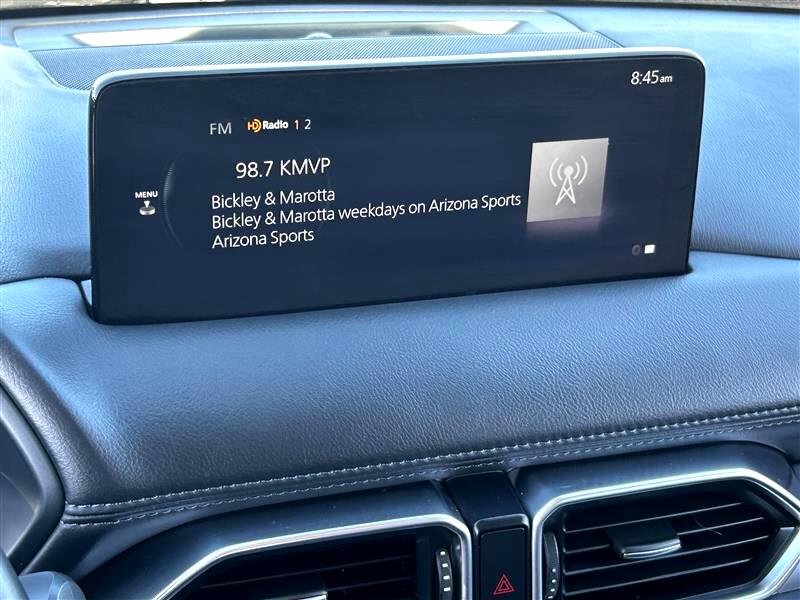 8:45am
FM HD Radio 1 2
98.7 KMVP
MENU
Bickley & Marotta
Bickley & Marotta weekdays on Arizona Sports
Arizona Sports